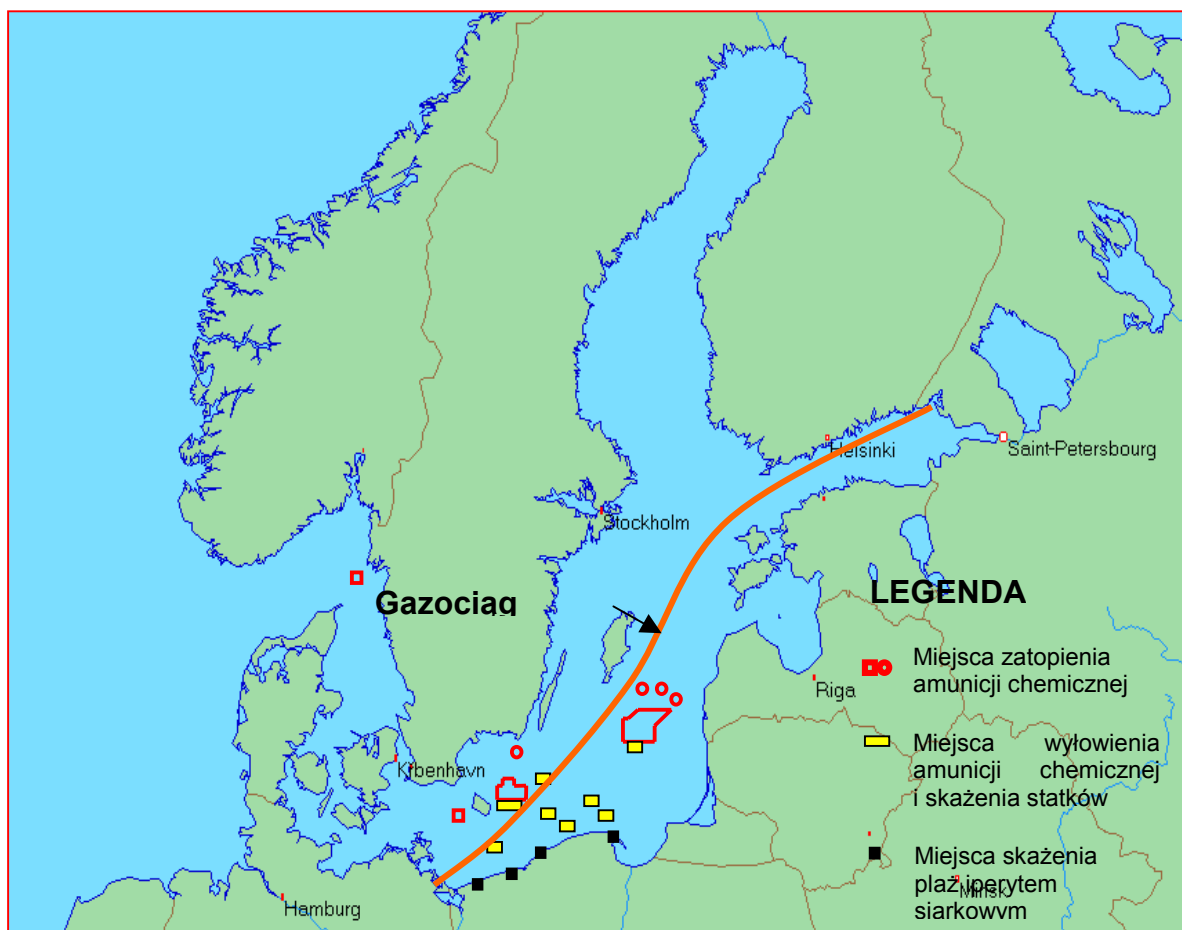 Helsinki
Saint-Petersbourg
Stockholm
Gazociąg
LEGENDA
Miejsca zatopienia
amunicji chemicznej
Riga
Miejsca wyłowienia
amunicji chemicznej
i skażenia statków
Křbenhavn
Miejsca skażenia
plaż iperytem
siarkowym
Minsk
Hamburg